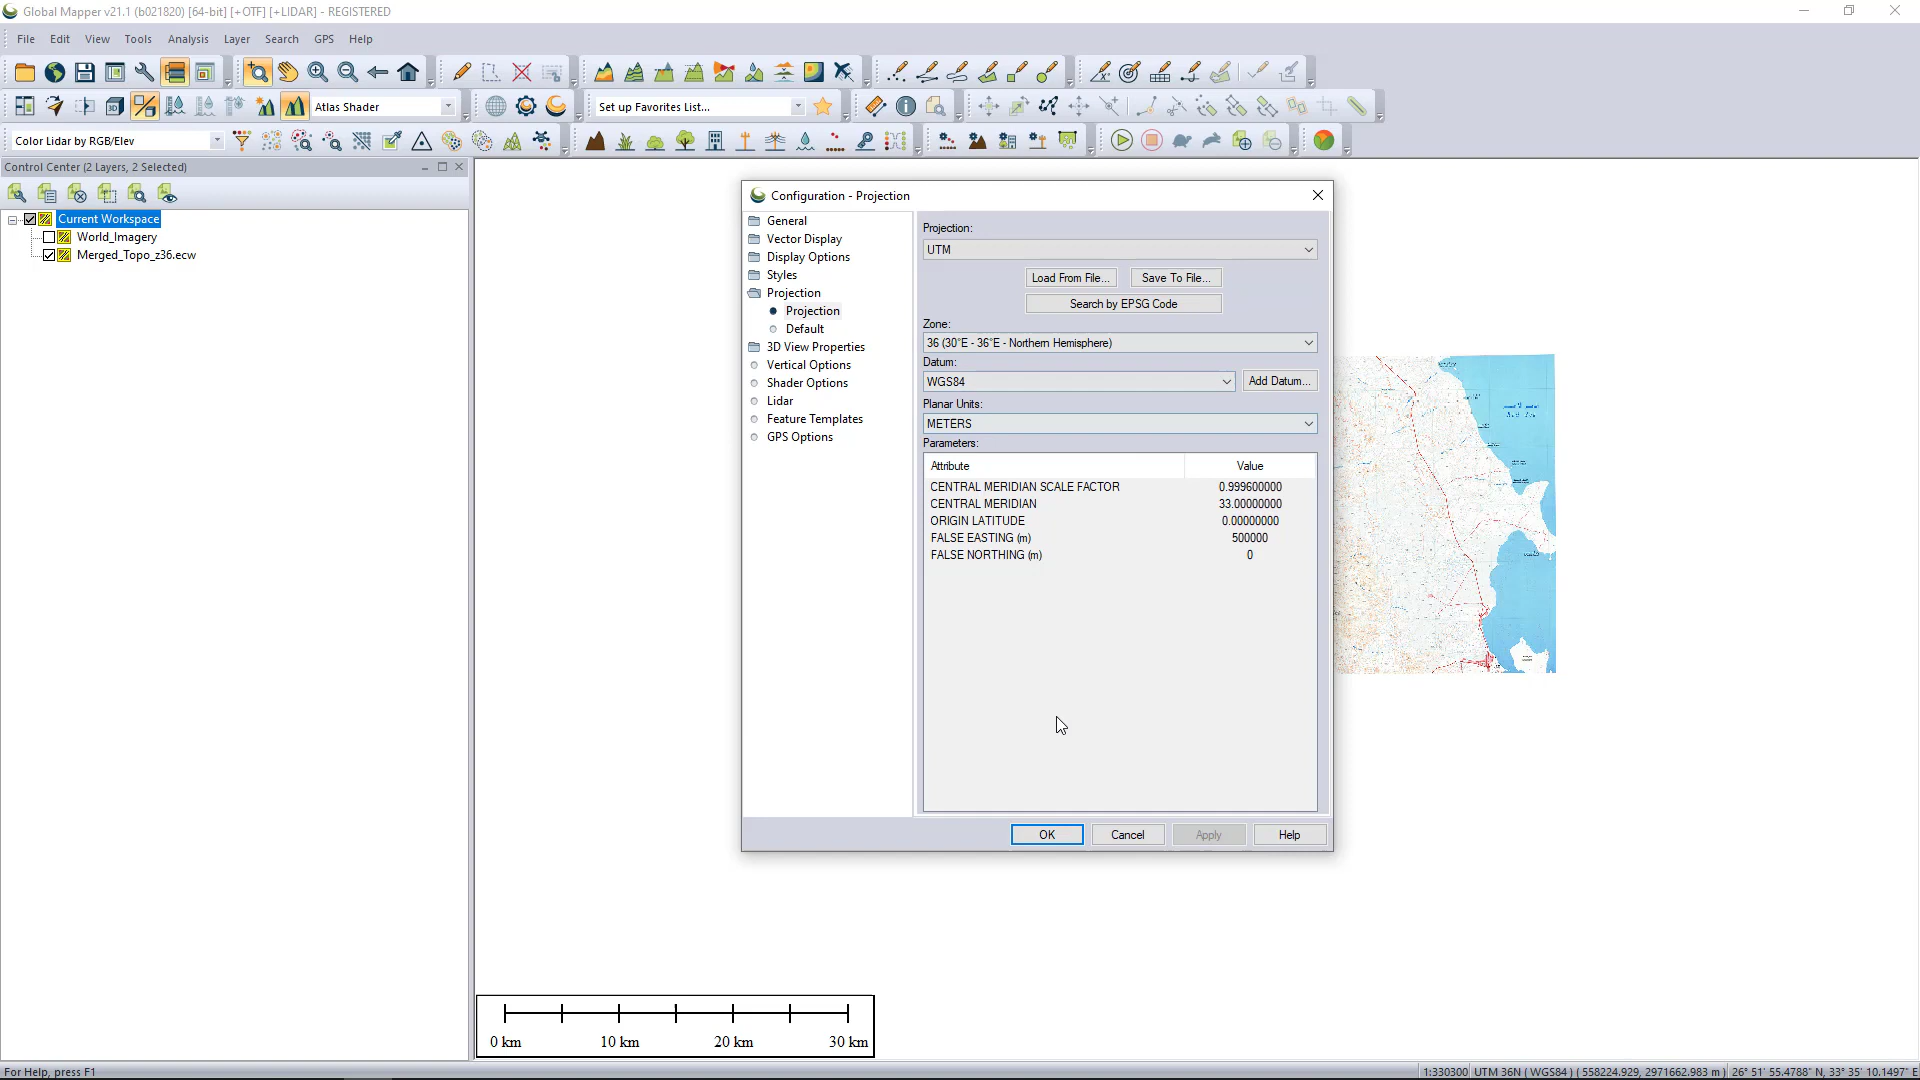 Global Mapper v21.1 (b021820) [64-bit] [+OTF] [+LIDAR] - REGISTERED
File Edit View Tools Analysis Layer Search GPS Help
Atlas Shader
Set up Favorites List...
Color Lidar by RGB/Elev
Control Center (2 Layers, 2 Selected)
Current Workspace
World_Imagery
Merged_Topo_z36.ecw
Configuration - Projection
General
Vector Display
Display Options
Styles
Projection
Projection
Default
3D View Properties
Vertical Options
Shader Options
Lidar
Feature Templates
GPS Options
Projection:
UTM
Load From File...
Save To File...
Search by EPSG Code
Zone:
36 (30°E - 36°E - Northern Hemisphere)
Datum:
WGS84
Add Datum...
Planar Units:
METERS
Parameters:
Attribute Value
CENTRAL MERIDIAN SCALE FACTOR 0.999600000
CENTRAL MERIDIAN 33.00000000
ORIGIN LATITUDE 0.00000000
FALSE EASTING (m) 500000
FALSE NORTHING (m) 0
OK Cancel Apply Help
0 km 10 km 20 km 30 km
For Help, press F1
1:330300 UTM 36N ( WGS84 ) ( 558224.929, 2971662.983 m ) 26° 51' 55.4788" N, 33° 35' 10.1497" E